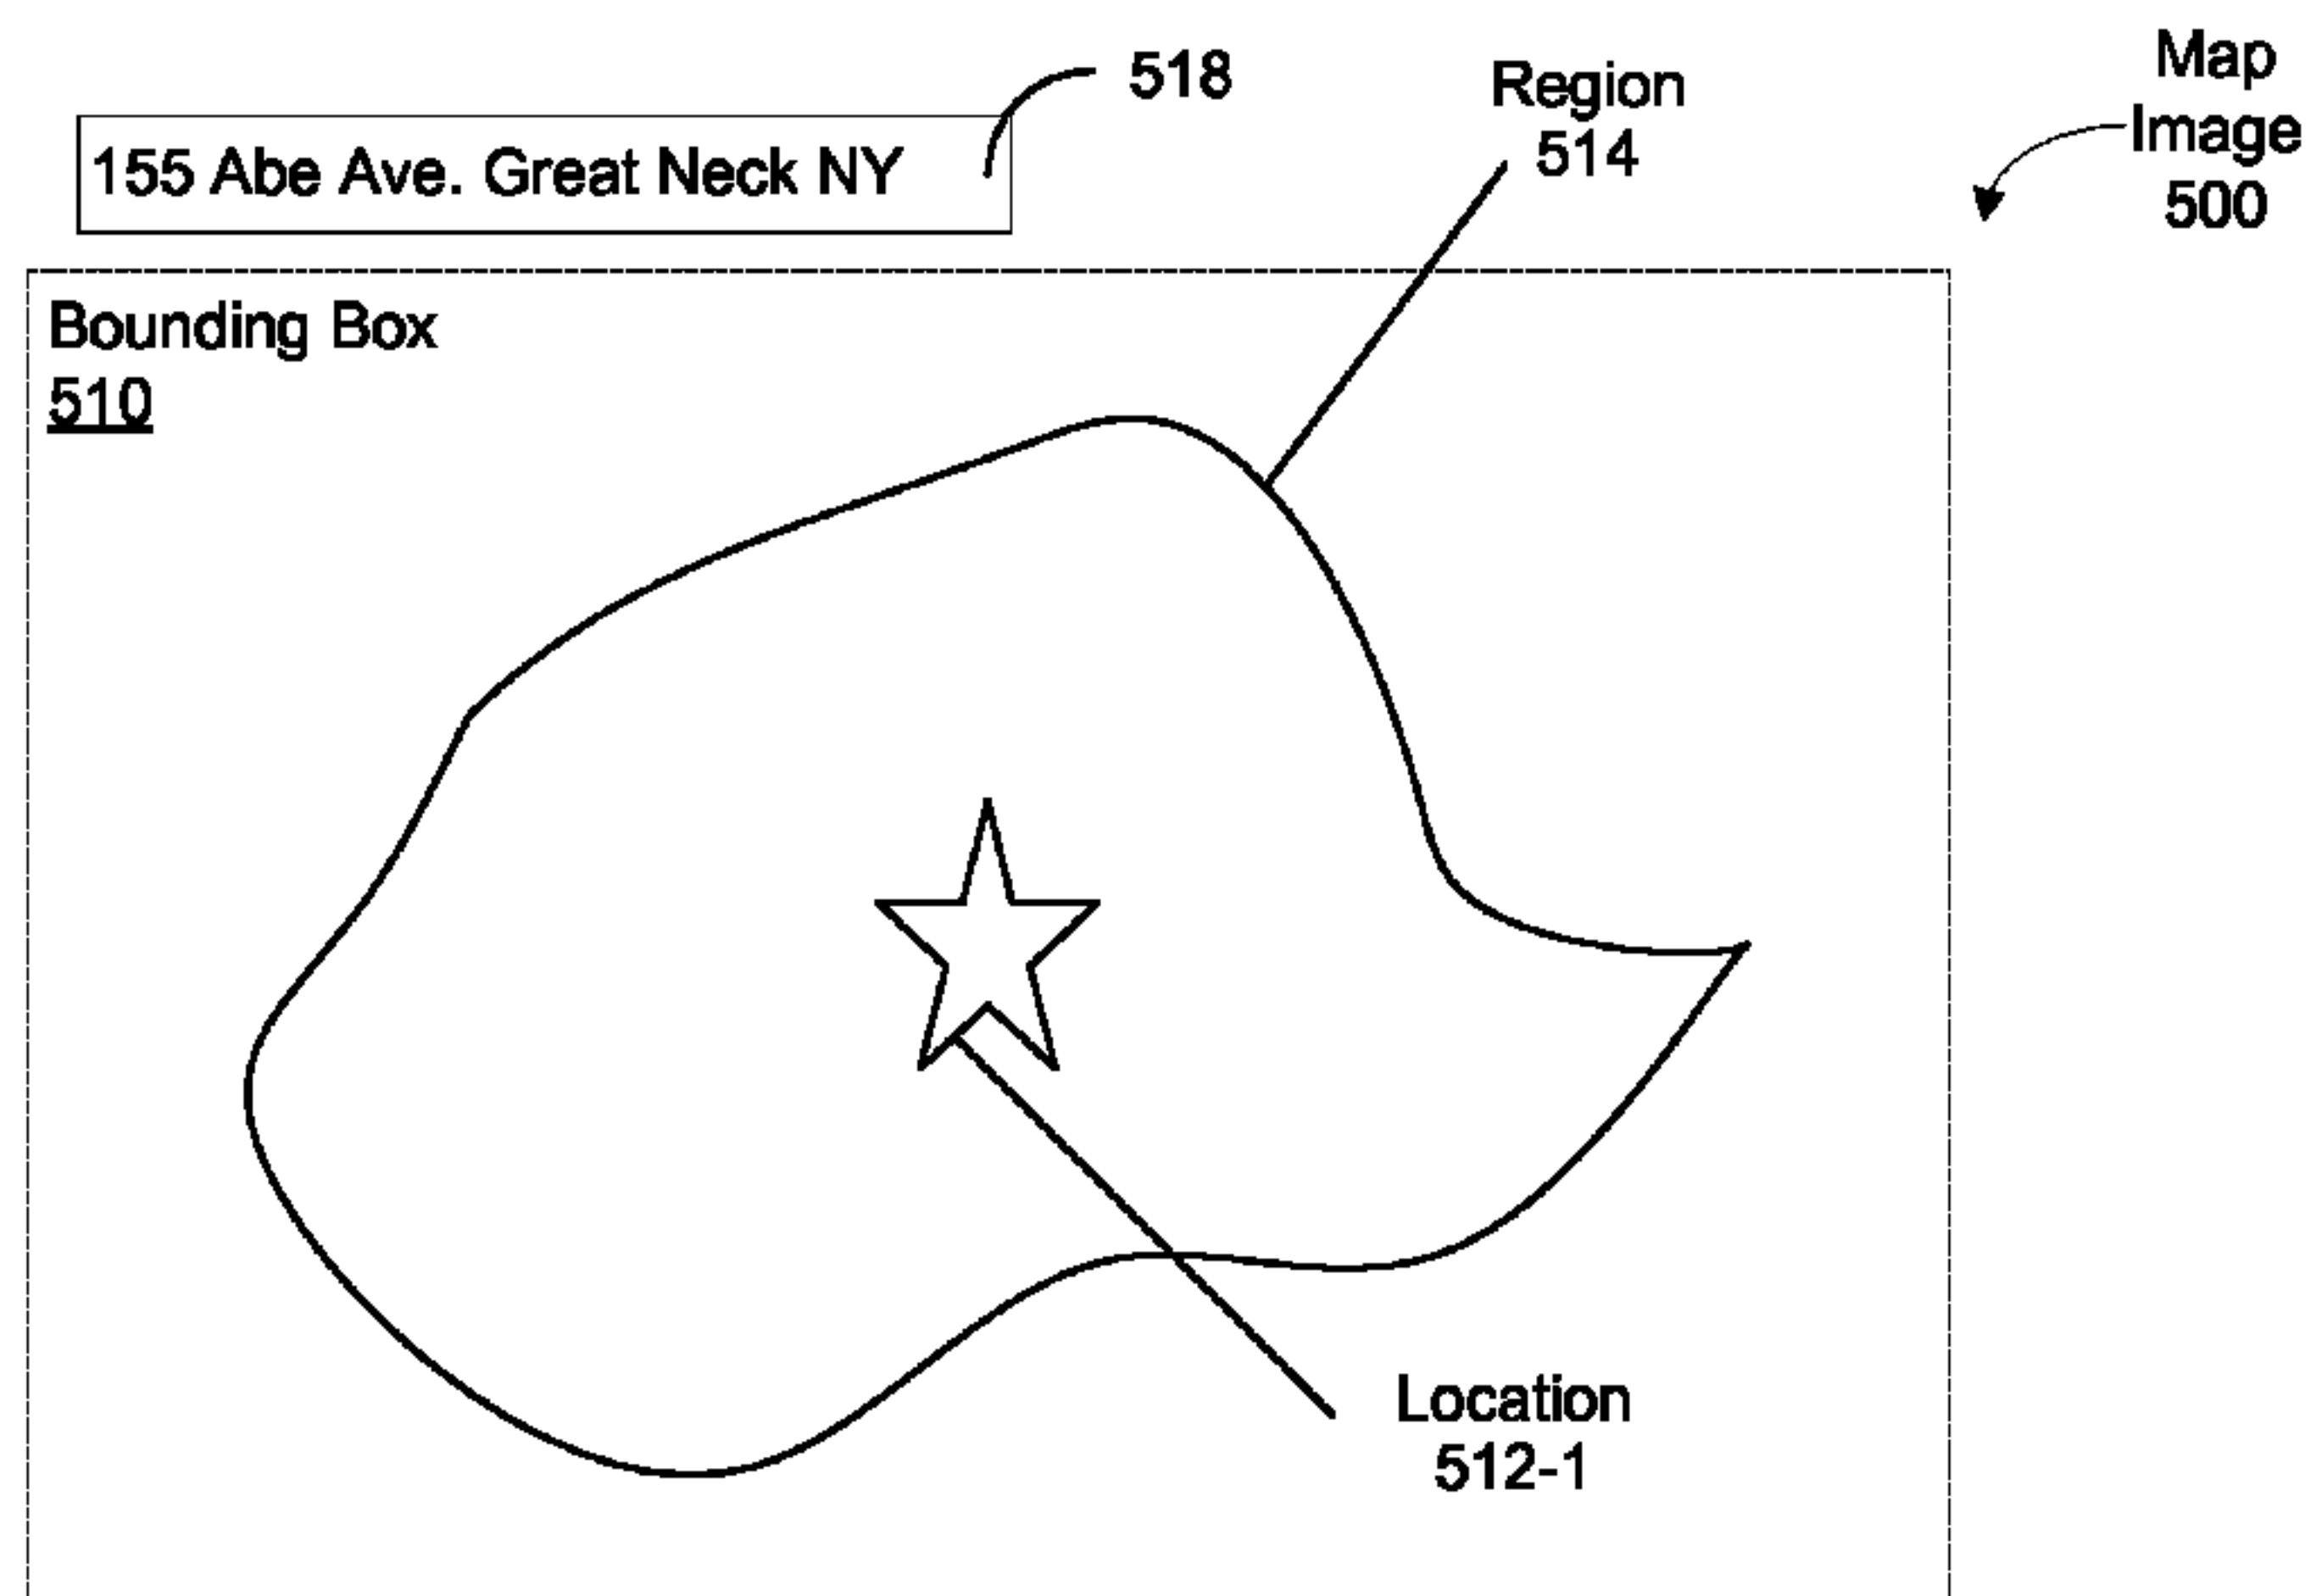 518
155 Abe Ave. Great Neck NY
Region
514
Map
Image
500
Bounding Box
510
Location
512-1